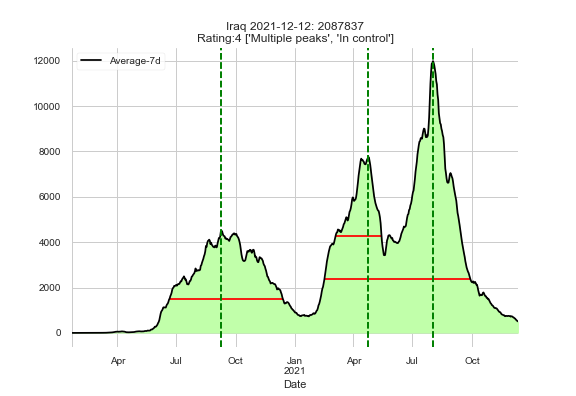 Iraq 2021-12-12: 2087837
Rating:4 ['Multiple peaks', 'In control']
Average-7d
12000
10000
8000
6000
4000
2000
0
Apr Jul Oct Jan Apr Jul Oct
2021
Date